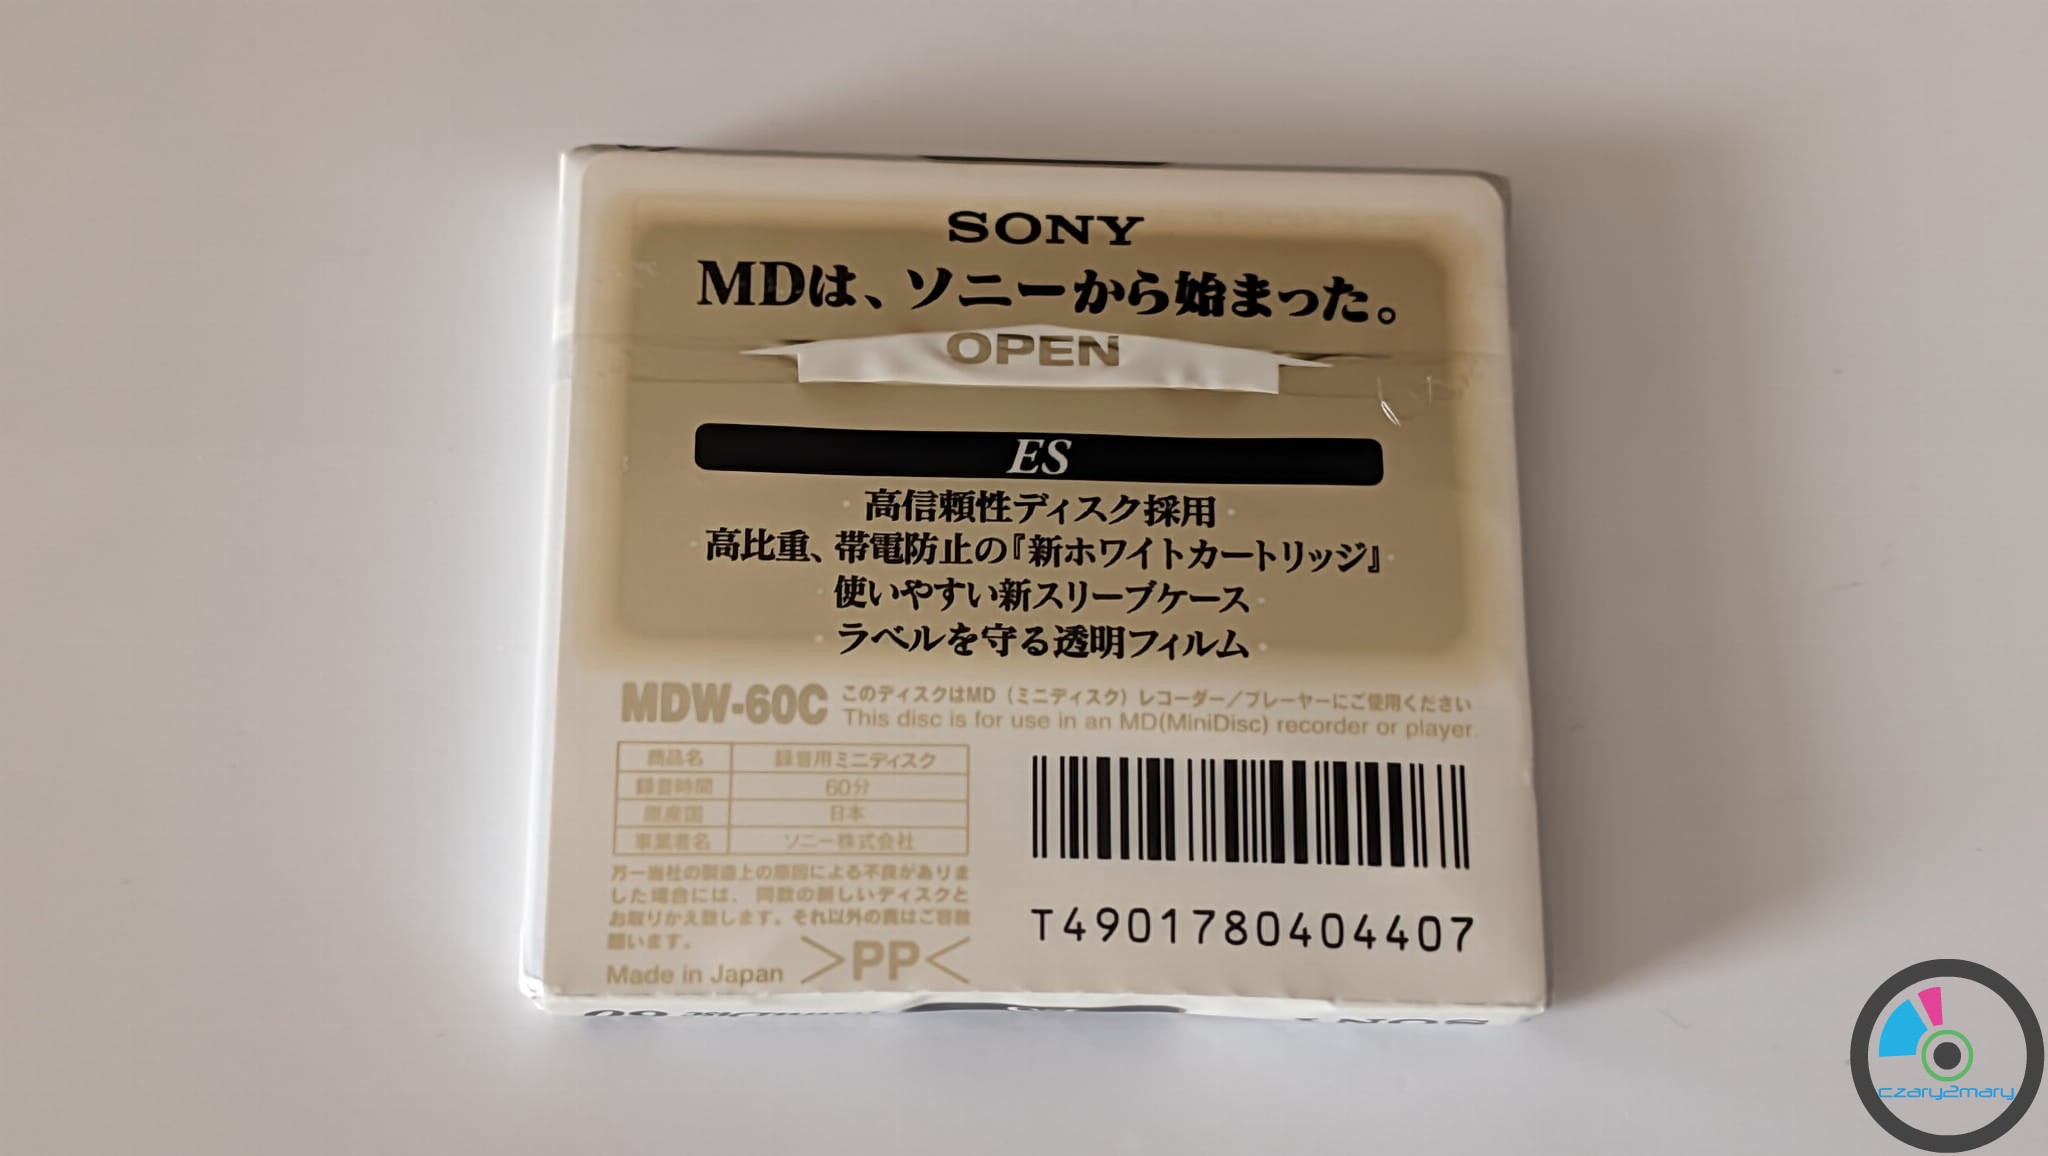 SONY
MDは、ソニーから始まった。
OPEN
ES
・高信頼性ディスク採用・
・高比重、帯電防止の『新ホワイトカートリッジ』・
・使いやすい新スリーブケース・
・ラベルを守る透明フィルム・
MDW-60C
このディスクはMD（ミニディスク）レコーダー／プレーヤーにご使用ください
This disc is for use in an MD(MiniDisc) recorder or player.
商品名 録音用ミニディスク
録音時間 60分
原産国 日本
事業者名 ソニー株式会社
万一当社の製造上の原因による不良がありま
した場合には、同数の新しいディスクと
お取りかえ致します。それ以外の責はご容赦
願います。
Made in Japan
>PP<
T4901780404407
60
SONY
czary2mary